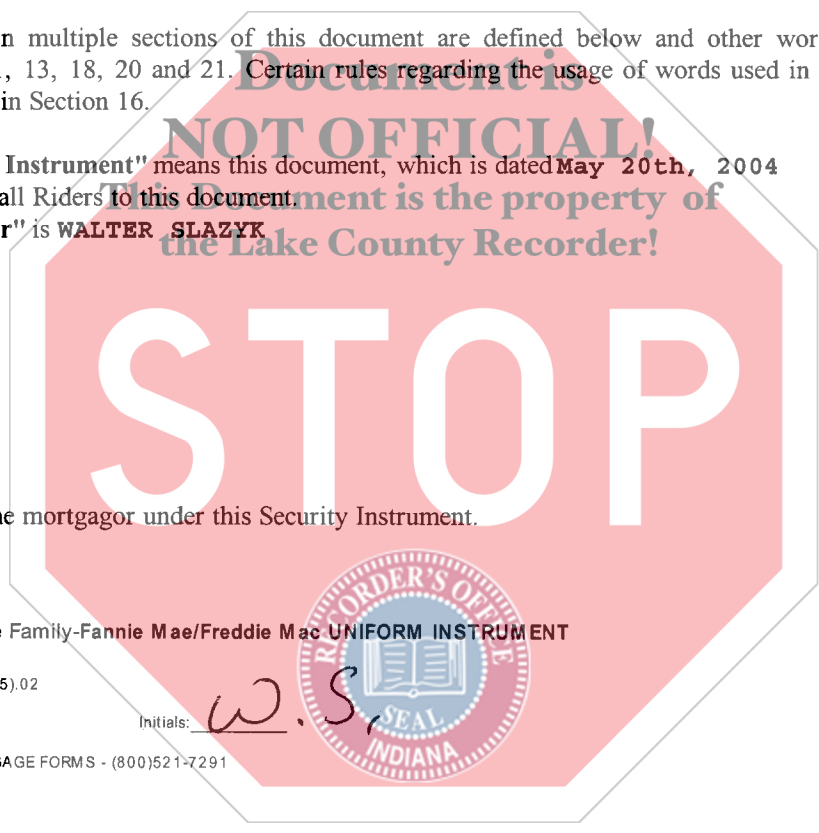 n multiple sections of this document are defined below and other wor
, 13, 18, 20 and 21. Certain rules regarding the usage of words used in
in Section 16.
Document is
NOT OFFICIAL!
Instrument" means this document, which is dated May 20th, 2004
all Riders to this document.
This Document is the property of
r" is WALTER SLAZYK
the Lake County Recorder!
STOP
e mortgagor under this Security Instrument.
RECORDER'S OFFICE
e Family-Fannie Mae/Freddie Mac UNIFORM INSTRUMENT
5).02
Initials: W.S,
SEAL
INDIANA
GAGE FORMS - (800)521-7291